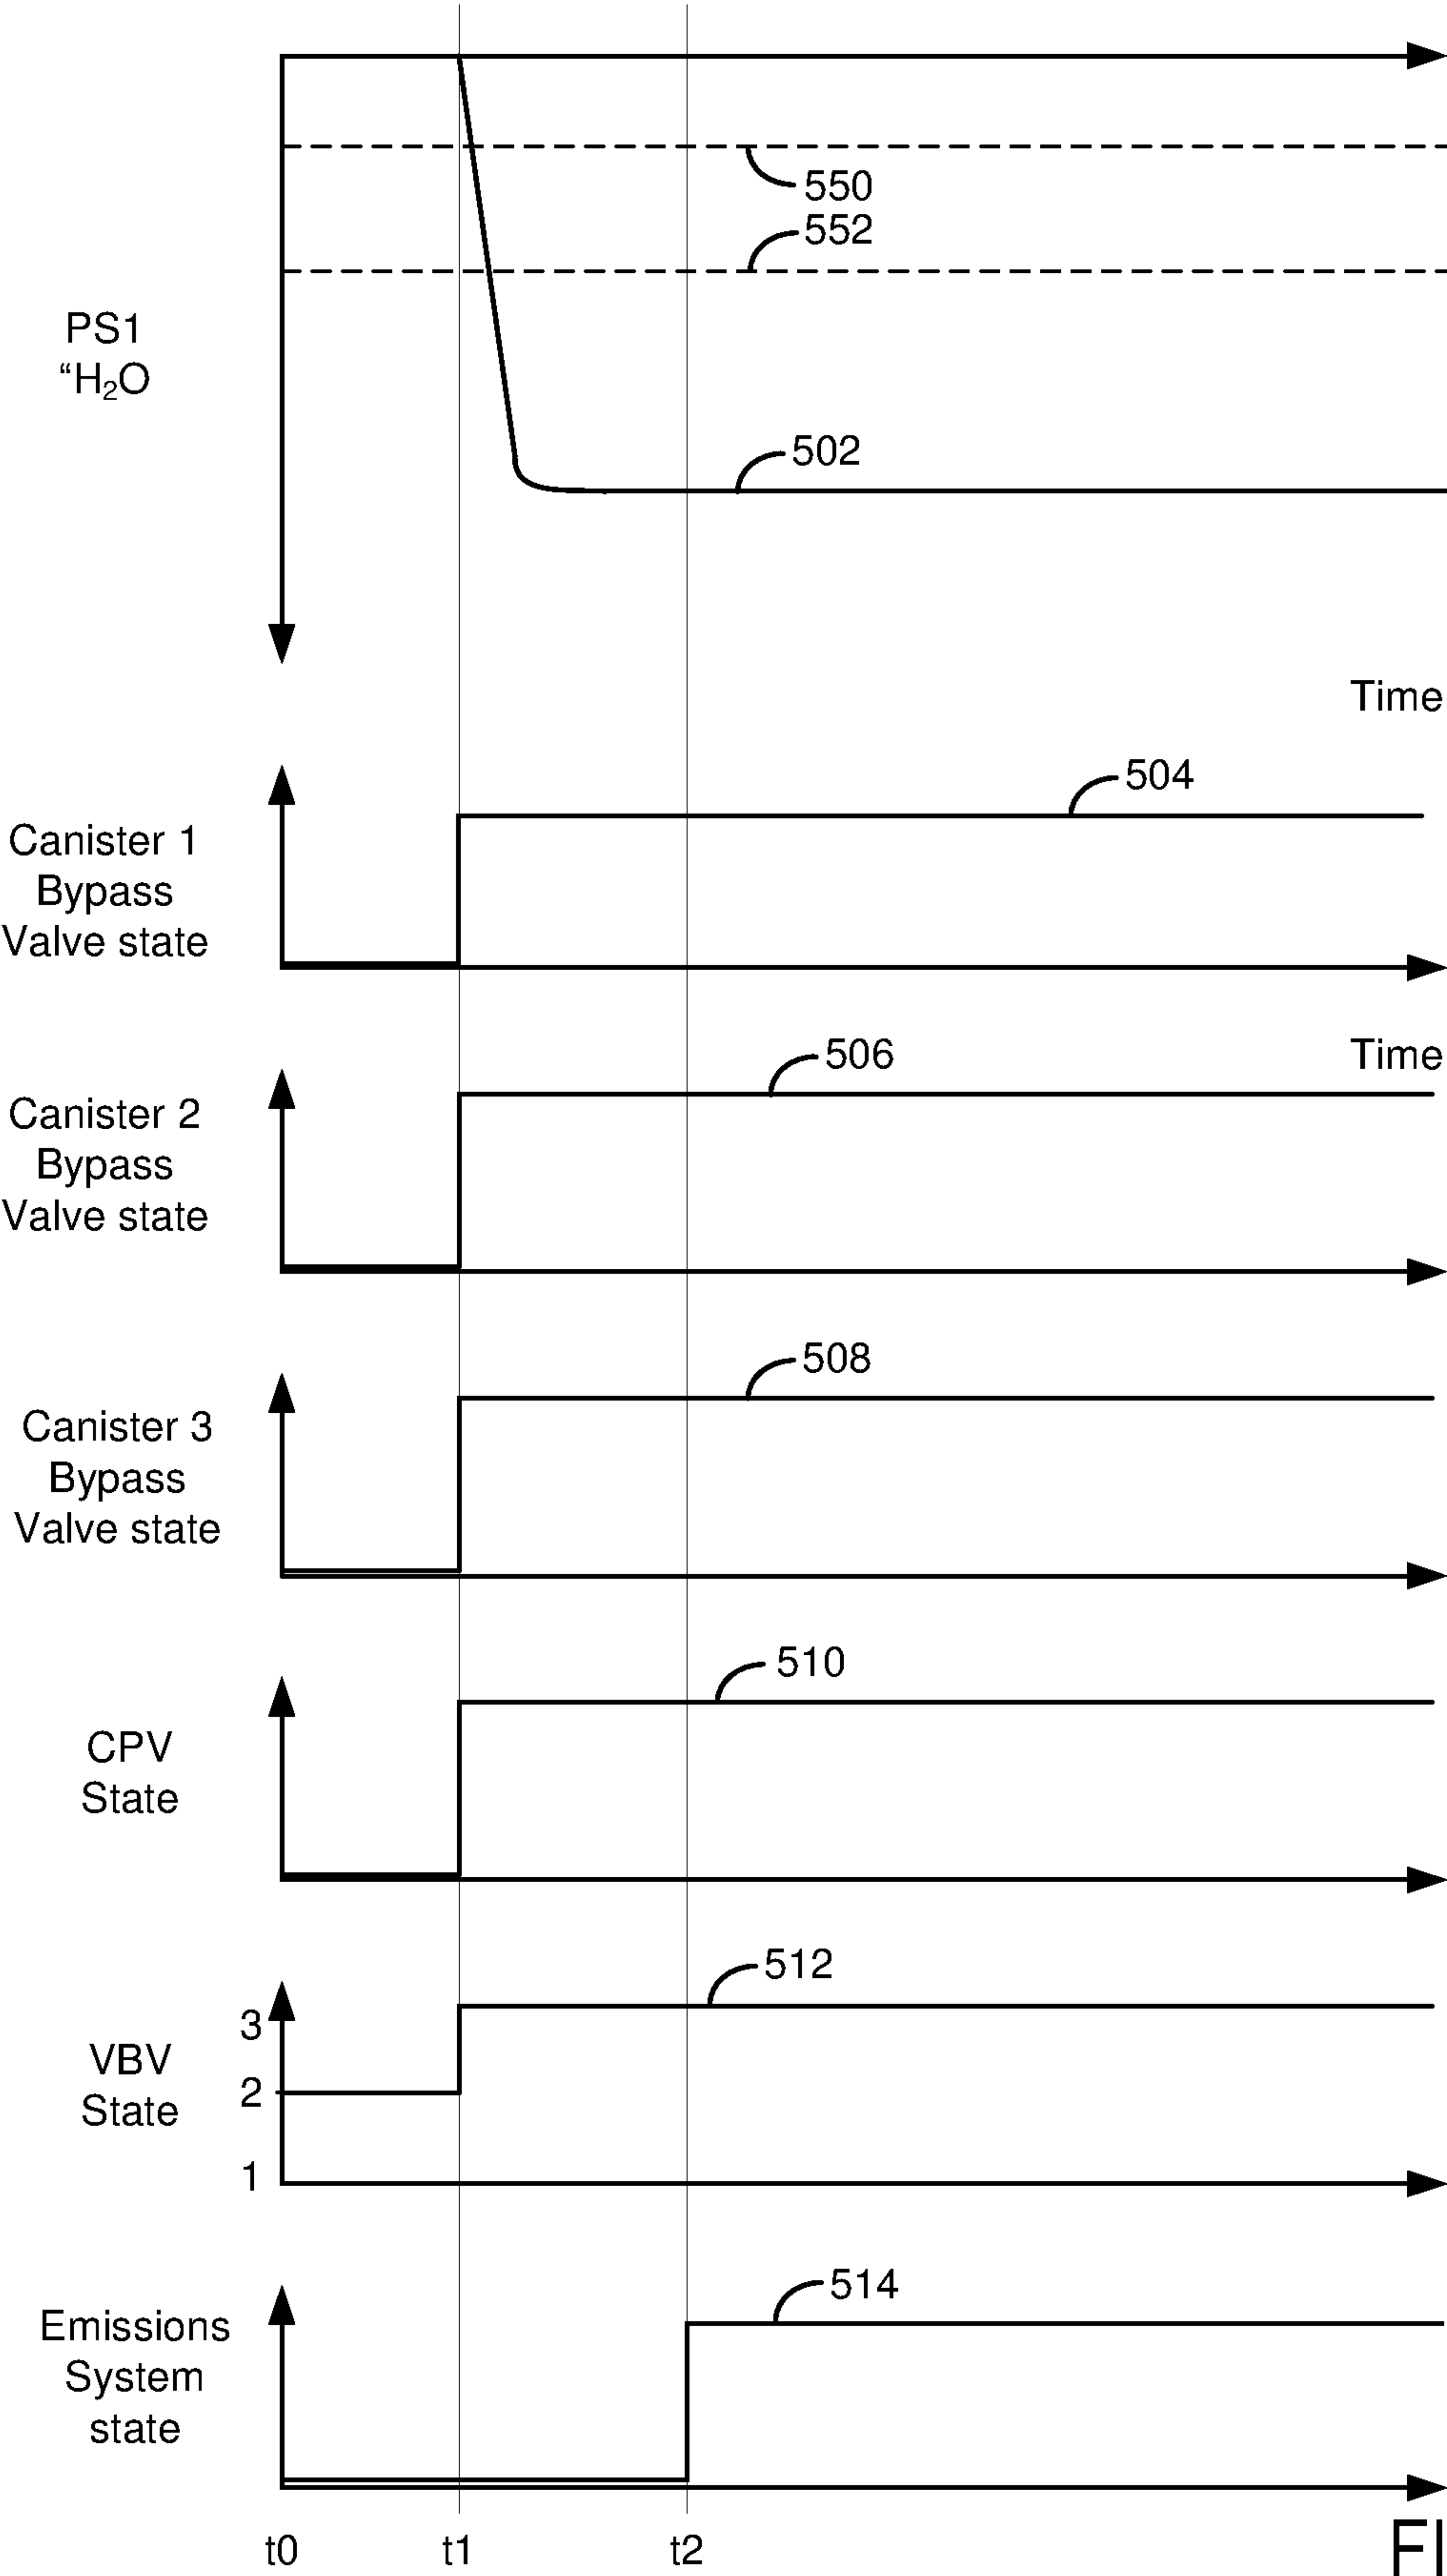 550
552
PS1
“H₂O
502
Time
504
Canister 1
Bypass
Valve state
506
Time
Canister 2
Bypass
Valve state
508
Canister 3
Bypass
Valve state
510
CPV
State
512
3
VBV
2
State
1
514
Emissions
System
state
t0 t1 t2
FI